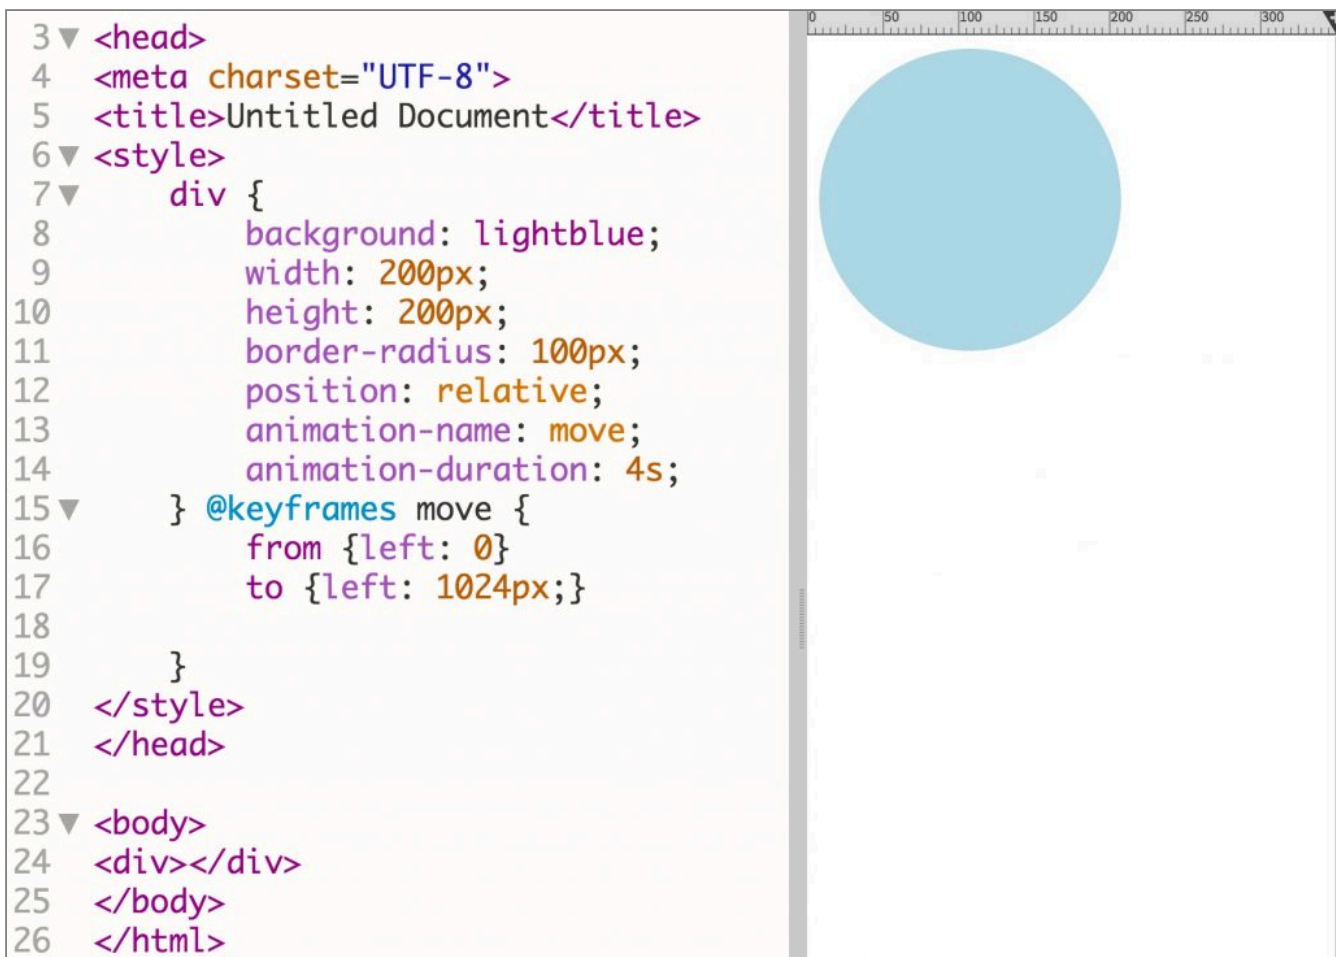 3 ▼ <head>
4 <meta charset="UTF-8">
5 <title>Untitled Document</title>
6 ▼ <style>
7 ▼ div {
8 background: lightblue;
9 width: 200px;
10 height: 200px;
11 border-radius: 100px;
12 position: relative;
13 animation-name: move;
14 animation-duration: 4s;
15 ▼ } @keyframes move {
16 from {left: 0}
17 to {left: 1024px;}
18
19 }
20 </style>
21 </head>
22
23 ▼ <body>
24 <div></div>
25 </body>
26 </html>
0 50 100 150 200 250 300